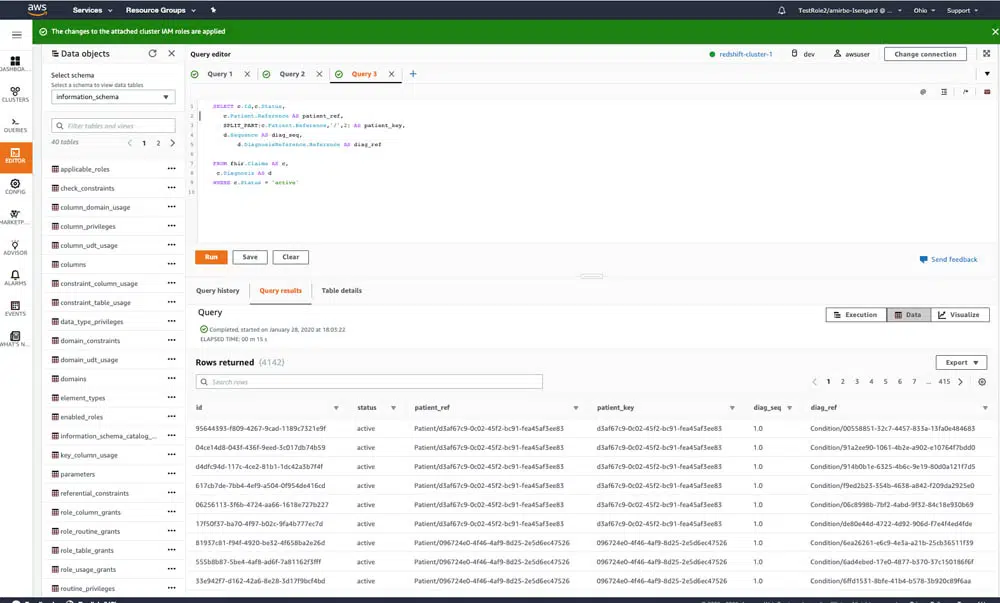 aws
Services
Resource Groups
TestRole2/amirbo-Isengard @ ...
Ohio
Support
The changes to the attached cluster IAM roles are applied
DASHBOA...
CLUSTERS
QUERIES
EDITOR
CONFIG
MARKETP...
ADVISOR
ALARMS
EVENTS
WHAT'S N...
Data objects
Select schema
Select a schema to view data tables
information_schema
Filter tables and views
40 tables
1 2
applicable_roles
check_constraints
column_domain_usage
column_privileges
column_udt_usage
columns
constraint_column_usage
constraint_table_usage
data_type_privileges
domain_constraints
domain_udt_usage
domains
element_types
enabled_roles
information_schema_catalog_...
key_column_usage
parameters
referential_constraints
role_column_grants
role_routine_grants
role_table_grants
role_usage_grants
routine_privileges
Query editor
redshift-cluster-1
dev
awsuser
Change connection
Query 1
Query 2
Query 3
1 SELECT c.Id,c.Status,
2 c.Patient.Reference AS patient_ref,
3 SPLIT_PART(c.Patient.Reference,'/',2) AS patient_key,
4 d.Sequence AS diag_seq,
5 d.DiagnosisReference.Reference AS diag_ref
6
7 FROM fhir.Claims AS c,
8 c.Diagnosis AS d
9 WHERE c.Status = 'active'
10
Run
Save
Clear
Send feedback
Query history
Query results
Table details
Query
Execution
Data
Visualize
Completed, started on January 28, 2020 at 18:03:22
ELAPSED TIME: 00 m 15 s
Rows returned (4142)
Export
Search rows
1 2 3 4 5 6 7 ... 415
id status patient_ref patient_key diag_seq diag_ref
95644393-f809-4267-9cad-1189c7321e9f active Patient/d3af67c9-0c02-45f2-bc91-fea45af3ee83 d3af67c9-0c02-45f2-bc91-fea45af3ee83 1.0 Condition/00558851-32c7-4457-833a-13fa0e484683
04ce14d8-043f-436f-9eed-3c017db74b59 active Patient/d3af67c9-0c02-45f2-bc91-fea45af3ee83 d3af67c9-0c02-45f2-bc91-fea45af3ee83 1.0 Condition/91a2ee90-1061-4b2e-a902-e10764f7bdd0
d4dfc94d-117c-4ce2-81b1-1dc42a3b7f4f active Patient/d3af67c9-0c02-45f2-bc91-fea45af3ee83 d3af67c9-0c02-45f2-bc91-fea45af3ee83 1.0 Condition/914b0b1e-6325-4b6c-9e19-80d0a121f7d5
617cb7de-7bb4-4ef9-a504-0f954de416cd active Patient/d3af67c9-0c02-45f2-bc91-fea45af3ee83 d3af67c9-0c02-45f2-bc91-fea45af3ee83 1.0 Condition/f9ed2b23-354b-4638-a842-f209da2925e0
06256113-3f6b-4724-aa66-1618e727b227 active Patient/d3af67c9-0c02-45f2-bc91-fea45af3ee83 d3af67c9-0c02-45f2-bc91-fea45af3ee83 1.0 Condition/06c8998b-7bf2-4abd-9f32-84c18e930b69
17f50f37-ba70-4f97-b02c-9fa4b777ec7d active Patient/d3af67c9-0c02-45f2-bc91-fea45af3ee83 d3af67c9-0c02-45f2-bc91-fea45af3ee83 1.0 Condition/de80e44d-4722-4d92-906d-f7e4f4ed4fde
81937c81-f94f-4920-be32-4f658ba2e26d active Patient/096724e0-4f46-4af9-8d25-2e5d6ec47526 096724e0-4f46-4af9-8d25-2e5d6ec47526 1.0 Condition/6ea26261-e6c9-4e3a-a21b-25cb36511f39
555b8b87-5be4-4af8-ad6f-7a81162f3fff active Patient/096724e0-4f46-4af9-8d25-2e5d6ec47526 096724e0-4f46-4af9-8d25-2e5d6ec47526 1.0 Condition/6ad4ebed-17e0-4877-b370-37c150186f6f
33e942f7-d162-42a6-8e28-3d17f9bcf4bd active Patient/096724e0-4f46-4af9-8d25-2e5d6ec47526 096724e0-4f46-4af9-8d25-2e5d6ec47526 1.0 Condition/6ffd1531-8bfe-41b4-b578-3b920c89f6aa